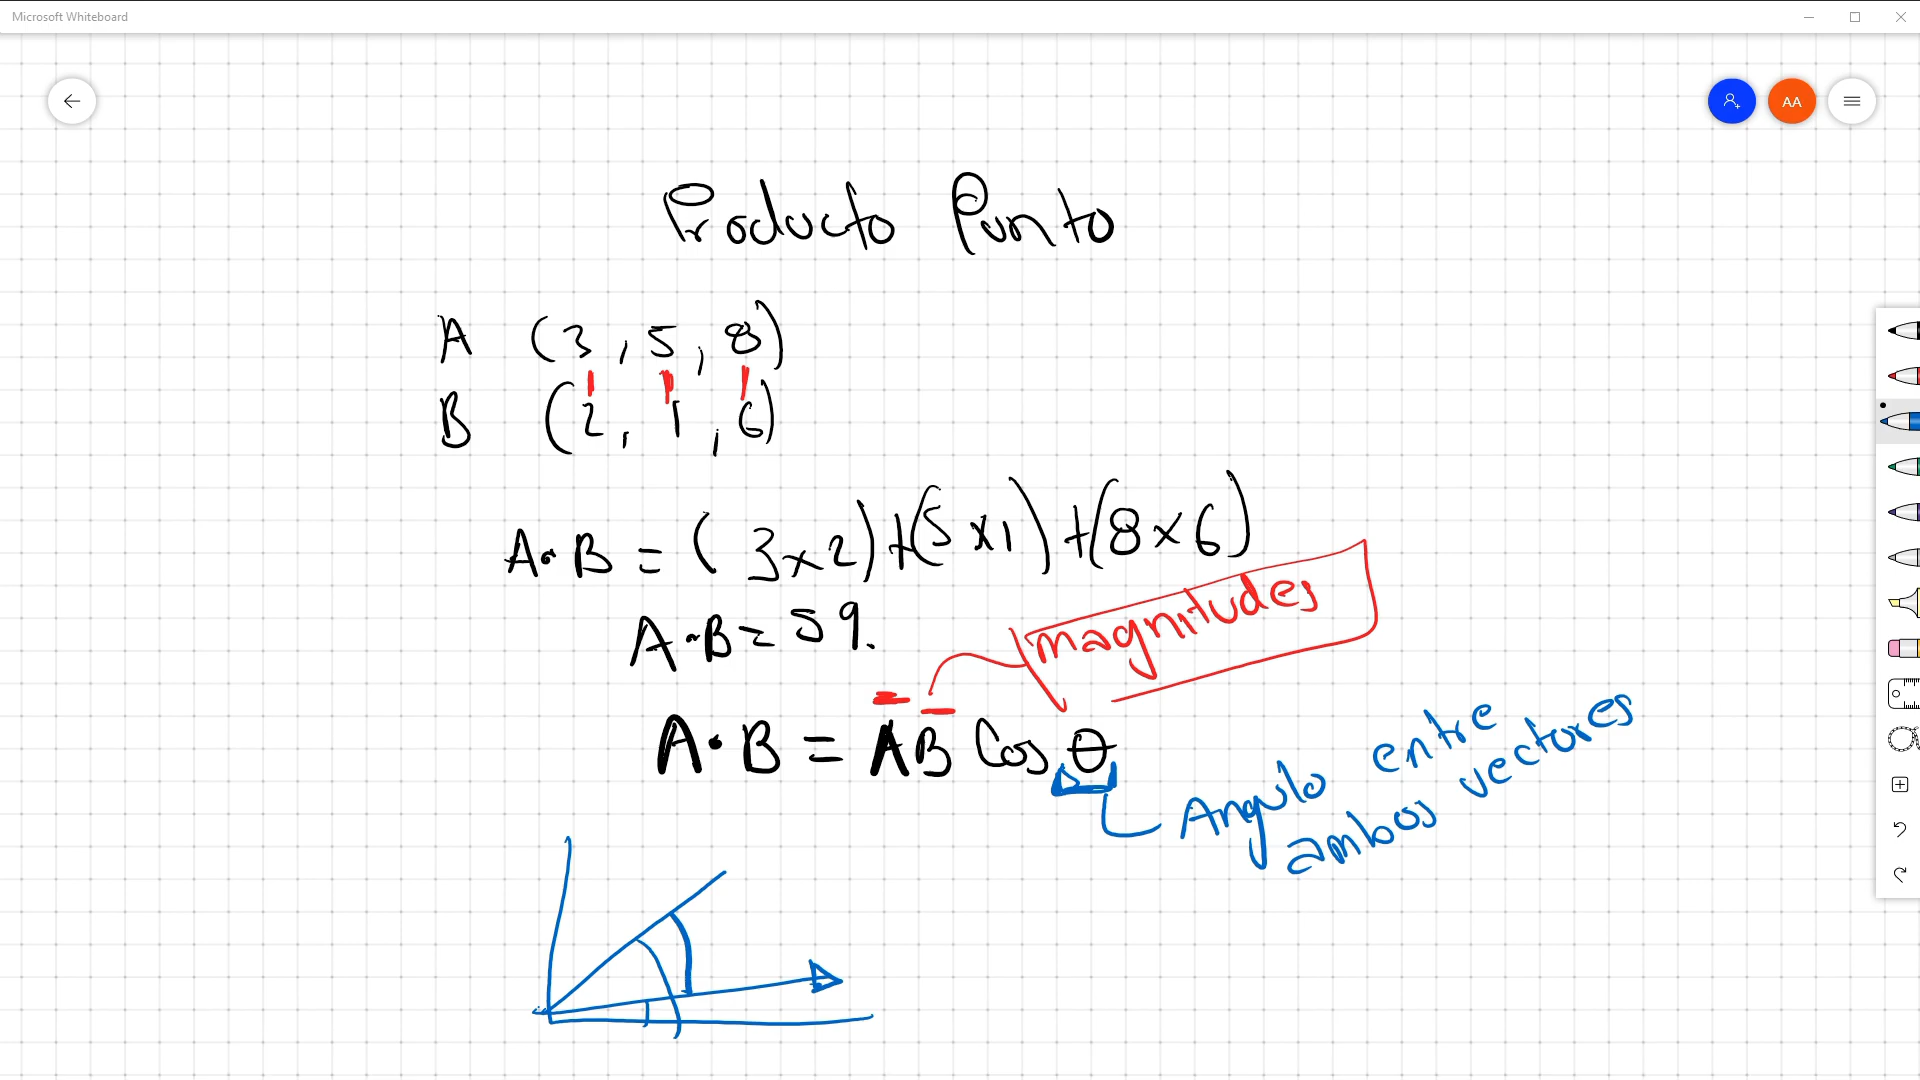 Microsoft Whiteboard
AA
Producto Punto
A (3, 5, 8)
B (2, 1, 6)
A·B = (3x2)+(5x1)+(8x6)
A·B = 59.
magnitudes
A·B = AB Cos θ
Angulo entre
ambos vectores